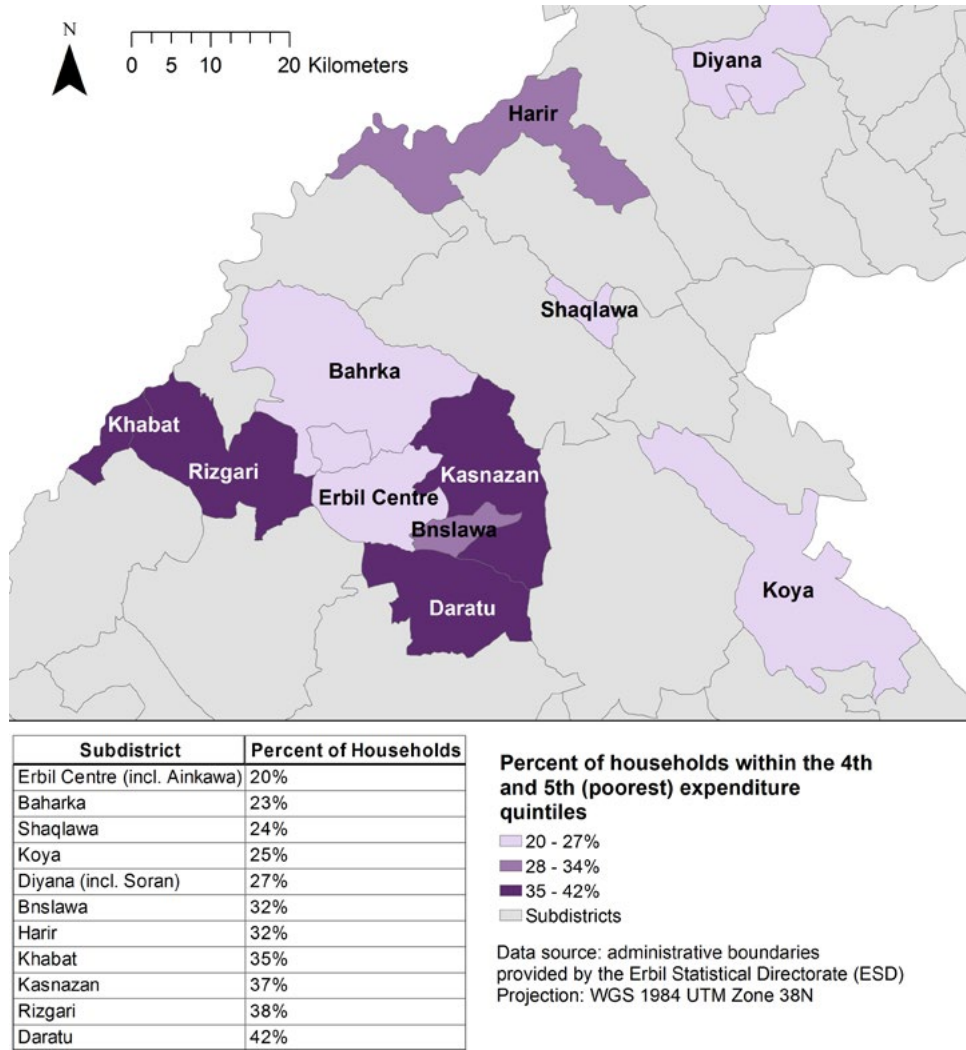 N
0 5 10 20 Kilometers
Diyana
Harir
Shaqlawa
Bahrka
Khabat
Rizgari
Kasnazan
Erbil Centre
Bnslawa
Koya
Daratu
Subdistrict Percent of Households
Erbil Centre (incl. Ainkawa) 20%
Baharka 23%
Shaqlawa 24%
Koya 25%
Diyana (incl. Soran) 27%
Bnslawa 32%
Harir 32%
Khabat 35%
Kasnazan 37%
Rizgari 38%
Daratu 42%
Percent of households within the 4th
and 5th (poorest) expenditure
quintiles
20 - 27%
28 - 34%
35 - 42%
Subdistricts
Data source: administrative boundaries
provided by the Erbil Statistical Directorate (ESD)
Projection: WGS 1984 UTM Zone 38N